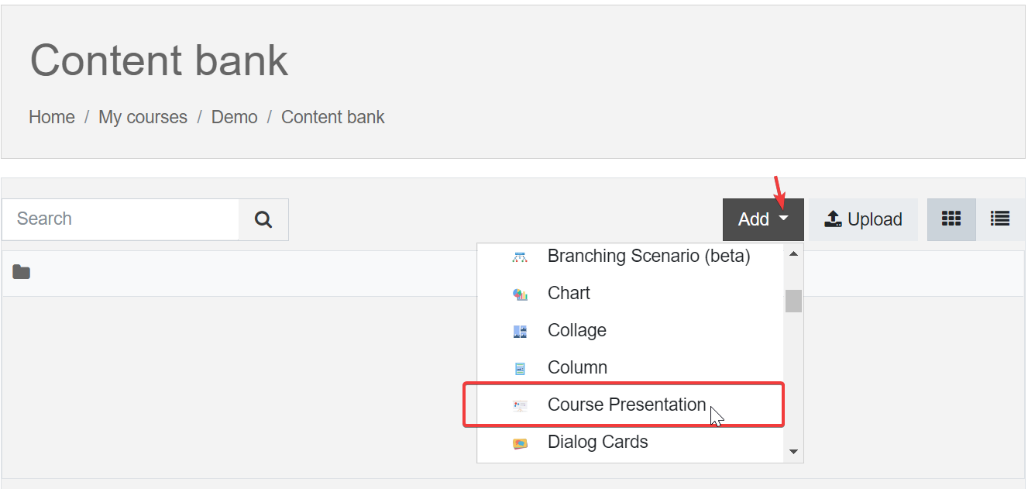 Content bank
Home / My courses / Demo / Content bank
Search
Add
Upload
Branching Scenario (beta)
Chart
Collage
Column
Course Presentation
Dialog Cards